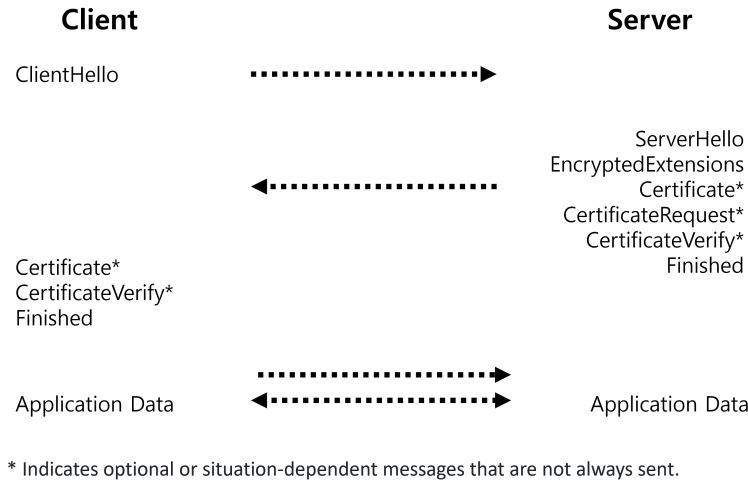 Client
Server
ClientHello
ServerHello
EncryptedExtensions
Certificate*
CertificateRequest*
CertificateVerify*
Finished
Certificate*
CertificateVerify*
Finished
Application Data
Application Data
* Indicates optional or situation-dependent messages that are not always sent.